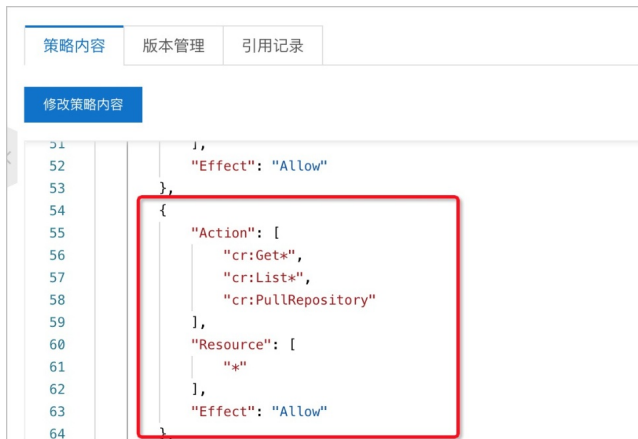 策略内容 版本管理 引用记录
修改策略内容
51 ],
52 "Effect": "Allow"
53 },
54 {
55 "Action": [
56 "cr:Get*",
57 "cr:List*",
58 "cr:PullRepository"
59 ],
60 "Resource": [
61 "*"
62 ],
63 "Effect": "Allow"
64 },